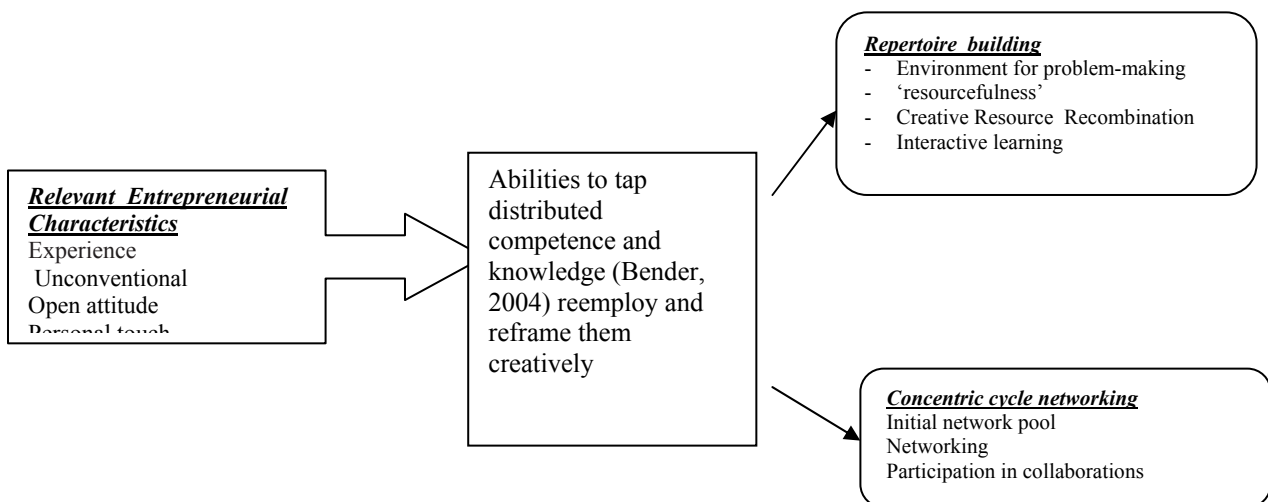 Relevant Entrepreneurial
Characteristics
Experience
Unconventional
Open attitude
Personal touch
Abilities to tap
distributed
competence and
knowledge (Bender,
2004) reemploy and
reframe them
creatively
Repertoire building
- Environment for problem-making
- ‘resourcefulness’
- Creative Resource Recombination
- Interactive learning
Concentric cycle networking
Initial network pool
Networking
Participation in collaborations